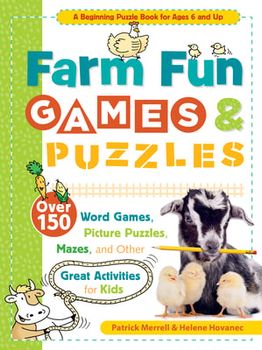 A Beginning Puzzle Book for Ages 6 and Up
Farm Fun
GAMES &
PUZZLES
Over
150
Word Games,
Picture Puzzles,
Mazes, and Other
Great Activities
for Kids
Patrick Merrell & Helene Hovanec